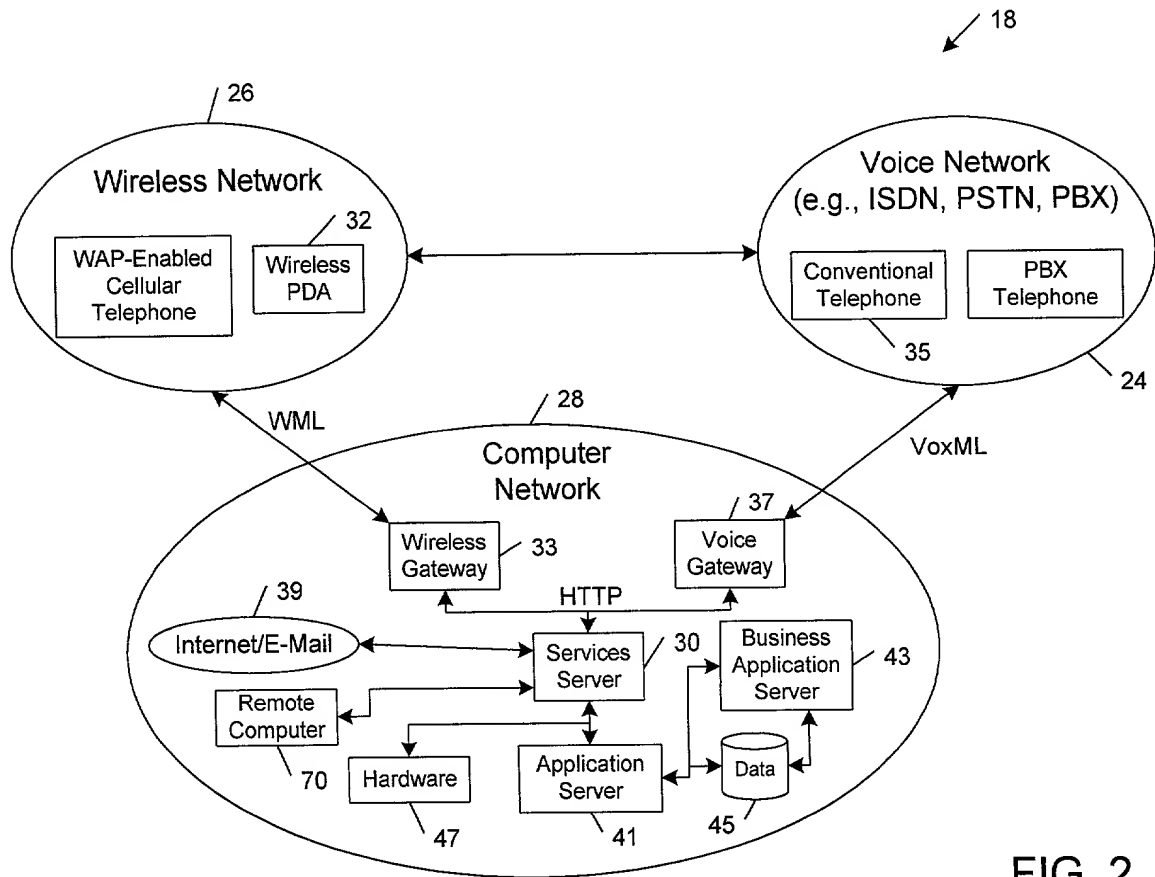 18
26
Wireless Network
32
WAP-Enabled
Cellular
Telephone
Wireless
PDA
Voice Network
(e.g., ISDN, PSTN, PBX)
Conventional
Telephone
PBX
Telephone
35
24
WML
28
VoxML
Computer
Network
37
Wireless
Gateway
33
Voice
Gateway
HTTP
39
Internet/E-Mail
Services
Server
30
Business
Application
Server
43
Remote
Computer
70
Hardware
47
Application
Server
41
Data
45
FIG. 2